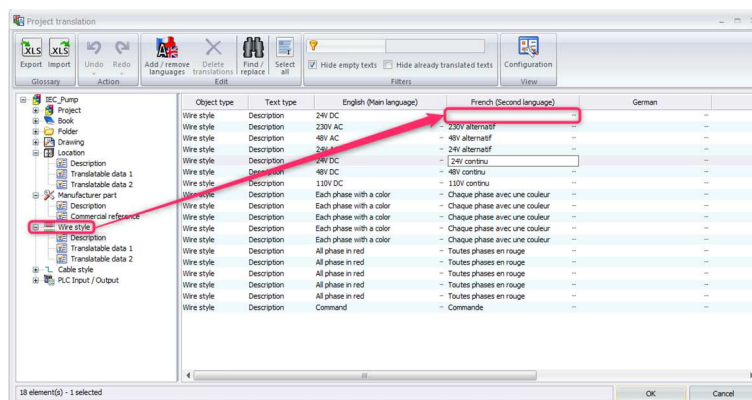 Project translation
XLS XLS
Export Import Undo Redo Add / remove languages Delete translations Find / replace Select all Hide empty texts Hide already translated texts Configuration
Glossary Action Edit Filters View
IEC_Pump
Project
Book
Folder
Drawing
Location
Description
Translatable data 1
Translatable data 2
Manufacturer part
Description
Commercial reference
Wire style
Description
Translatable data 1
Translatable data 2
Cable style
PLC Input / Output
Object type Text type English (Main language) French (Second language) German
Wire style Description 24V DC
Wire style Description 230V AC 230V alternatif
Wire style Description 48V AC 48V alternatif
Wire style Description 24V alternatif
Wire style Description 24V DC 24V continu
Wire style Description 48V DC 48V continu
Wire style Description 110V DC 110V continu
Wire style Description Each phase with a color Chaque phase avec une couleur
Wire style Description Each phase with a color Chaque phase avec une couleur
Wire style Description Each phase with a color Chaque phase avec une couleur
Wire style Description Each phase with a color Chaque phase avec une couleur
Wire style Description Each phase with a color Chaque phase avec une couleur
Wire style Description All phase in red Toutes phases en rouge
Wire style Description All phase in red Toutes phases en rouge
Wire style Description All phase in red Toutes phases en rouge
Wire style Description All phase in red Toutes phases en rouge
Wire style Description Command Commande
18 element(s) - 1 selected OK Cancel